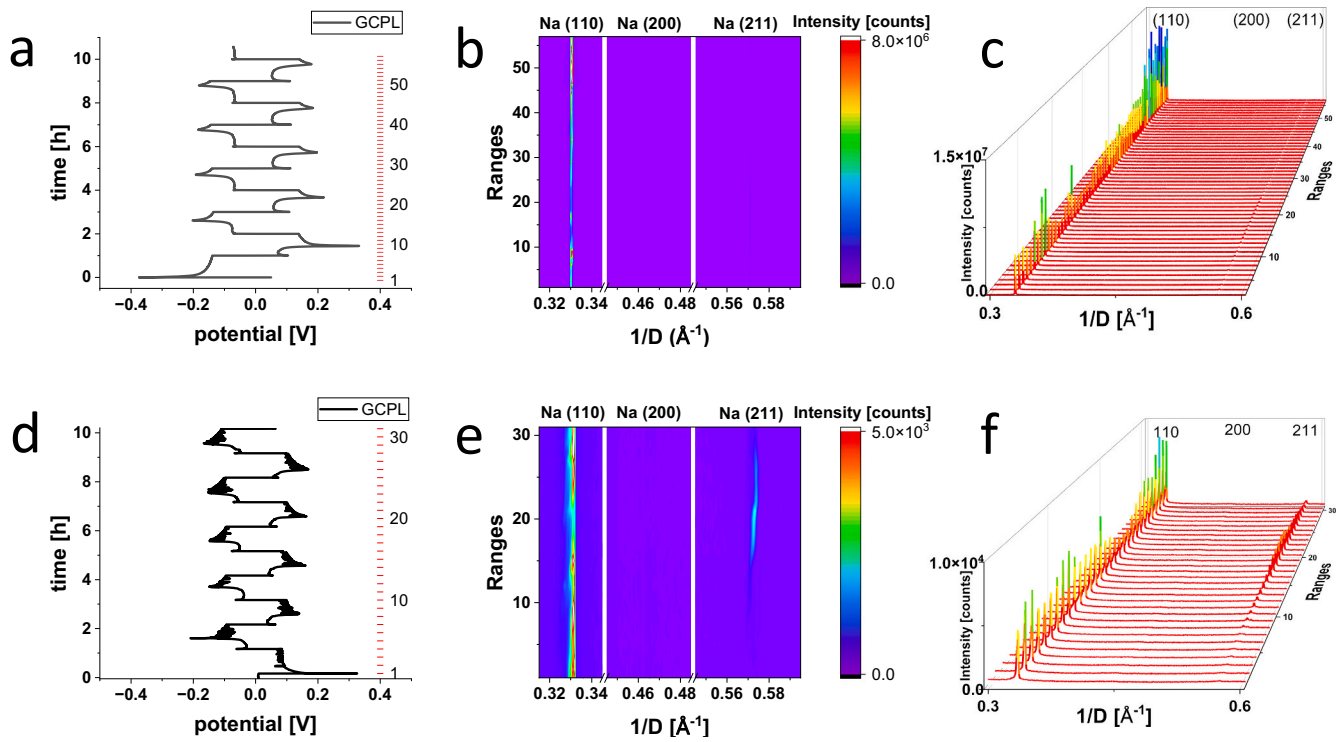 a
GCPL
time [h]
10
8
6
4
2
0
50
40
30
20
10
1
−0.4 −0.2 0.0 0.2 0.4
potential [V]
b
Na (110) Na (200) Na (211)
Intensity [counts]
8.0×10⁶
0.0
Ranges
50
40
30
20
10
0.32 0.34 0.46 0.48 0.56 0.58
1/D (Å⁻¹)
c
(110) (200) (211)
1.5×10⁷
Intensity [counts]
0.0
0.3 0.6
1/D [Å⁻¹]
Ranges
50
40
30
20
10
d
GCPL
time [h]
10
8
6
4
2
0
30
20
10
1
−0.4 −0.2 0.0 0.2 0.4
potential [V]
e
Na (110) Na (200) Na (211)
Intensity [counts]
5.0×10³
0.0
Ranges
30
20
10
0.32 0.34 0.46 0.48 0.56 0.58
1/D [Å⁻¹]
f
110 200 211
1.0×10⁴
Intensity [counts]
0.0
0.3 0.6
1/D [Å⁻¹]
Ranges
30
20
10